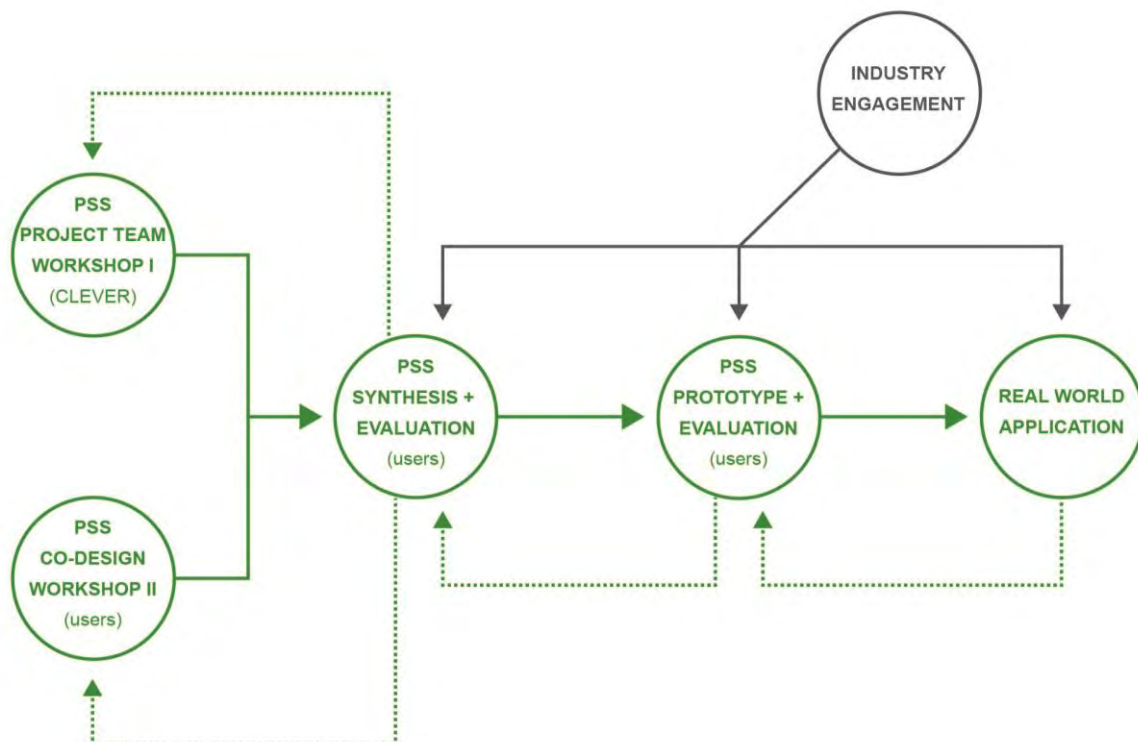 INDUSTRY
ENGAGEMENT
PSS
PROJECT TEAM
WORKSHOP I
(CLEVER)
PSS
SYNTHESIS +
EVALUATION
(users)
PSS
PROTOTYPE +
EVALUATION
(users)
REAL WORLD
APPLICATION
PSS
CO-DESIGN
WORKSHOP II
(users)